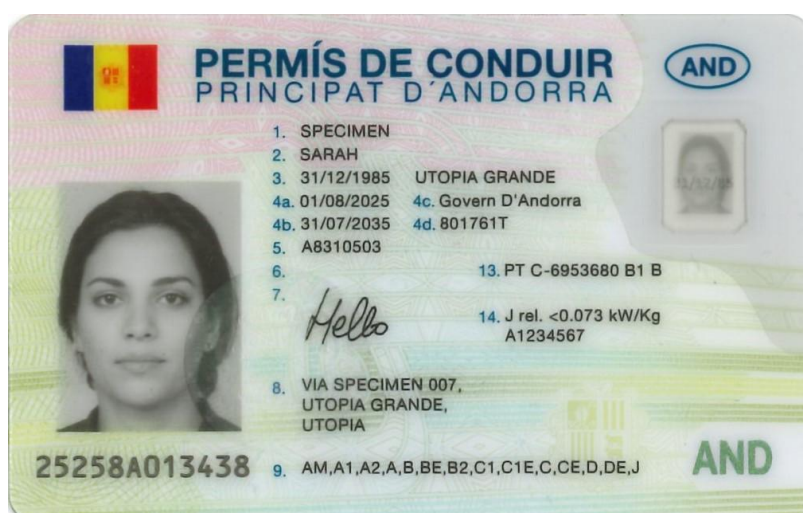 PERMÍS DE CONDUIR
PRINCIPAT D´ANDORRA
AND
1. SPECIMEN
2. SARAH
3. 31/12/1985 UTOPIA GRANDE
4a. 01/08/2025 4c. Govern D'Andorra
4b. 31/07/2035 4d. 801761T
5. A8310503
6. 13. PT C-6953680 B1 B
7. Hello
14. J rel. <0.073 kW/Kg
A1234567
8. VIA SPECIMEN 007,
UTOPIA GRANDE,
UTOPIA
25258A013438
9. AM,A1,A2,A,B,BE,B2,C1,C1E,C,CE,D,DE,J
AND